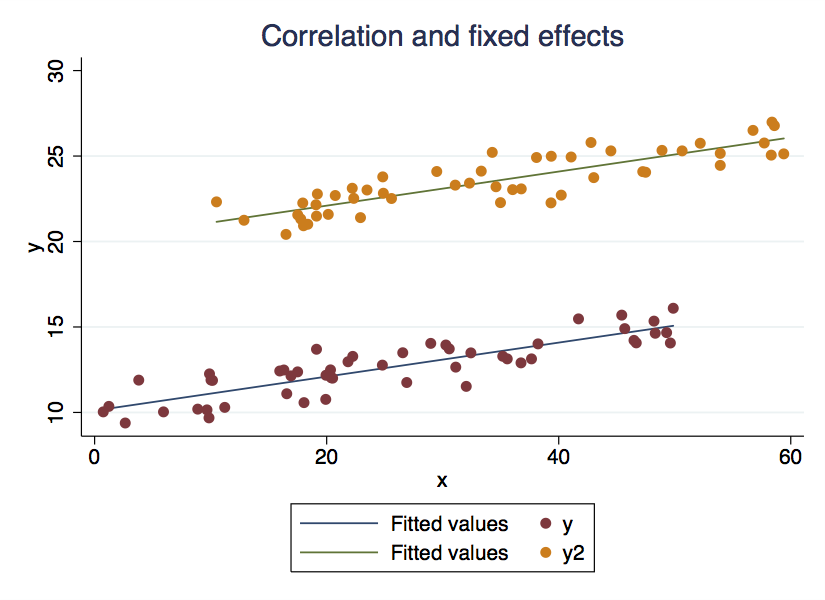 Correlation and fixed effects
30
25
20
15
10
y
0 20 40 60
x
Fitted values y
Fitted values y2